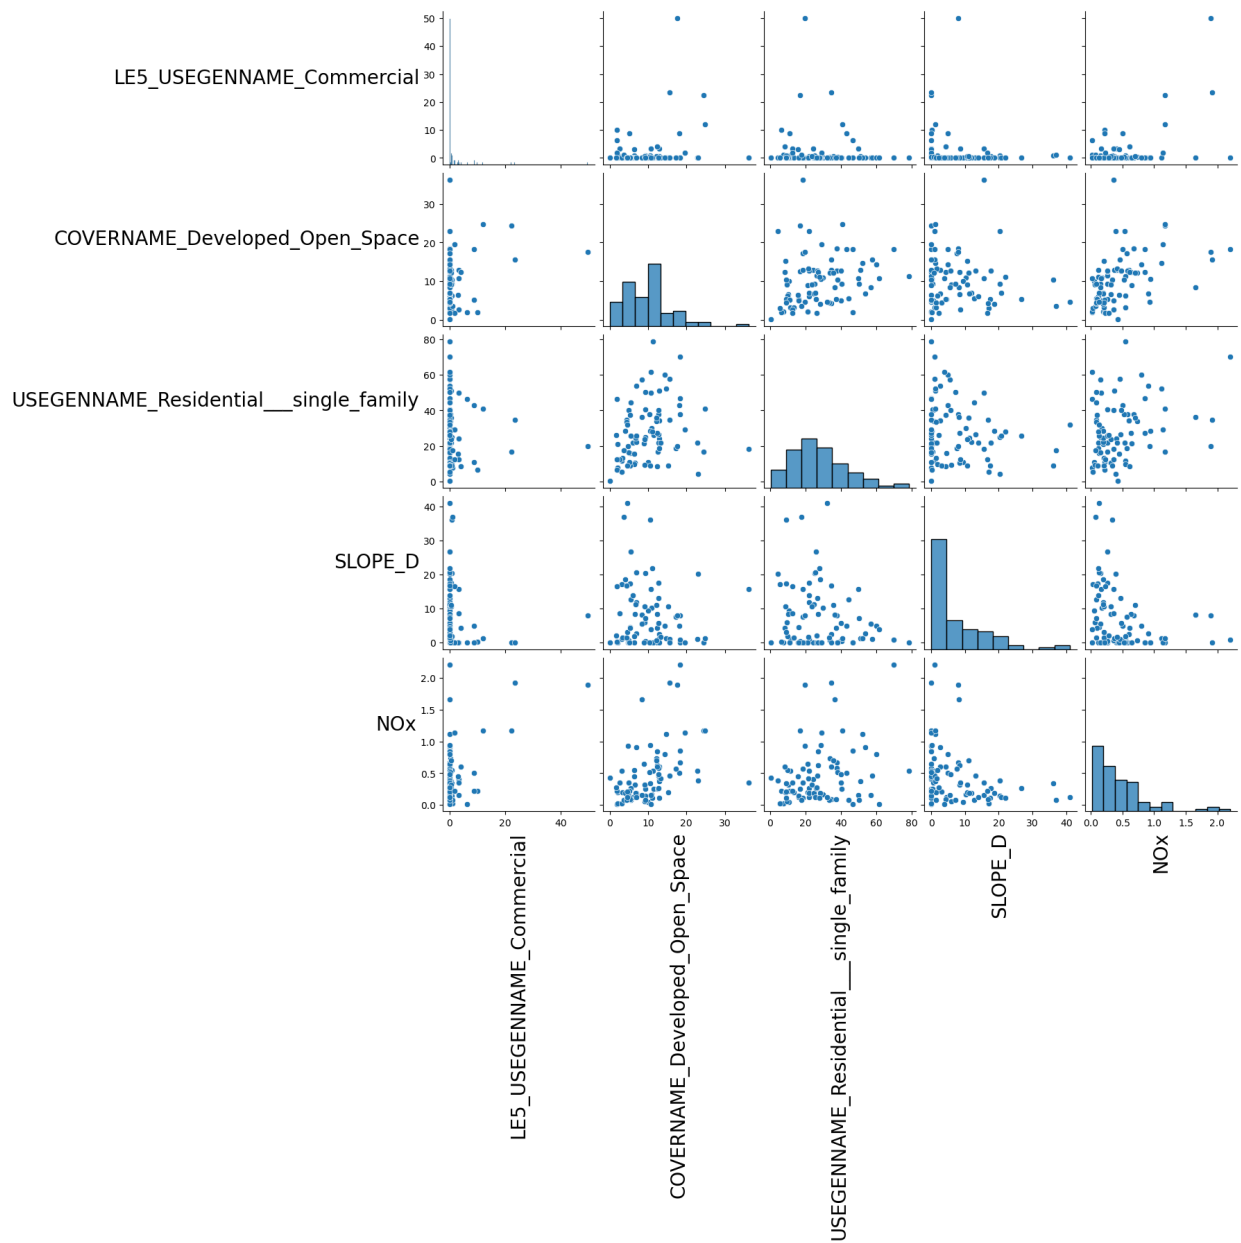 50
40
30
20
10
0
LE5_USEGENNAME_Commercial
30
20
10
0
COVERNAME_Developed_Open_Space
80
60
40
20
0
USEGENNAME_Residential___single_family
40
30
20
10
0
SLOPE_D
2.0
1.5
1.0
0.5
0.0
NOx
0 20 40
0 10 20 30
0 20 40 60 80
0 10 20 30 40
0.0 0.5 1.0 1.5 2.0
LE5_USEGENNAME_Commercial
COVERNAME_Developed_Open_Space
USEGENNAME_Residential___single_family
SLOPE_D
NOx